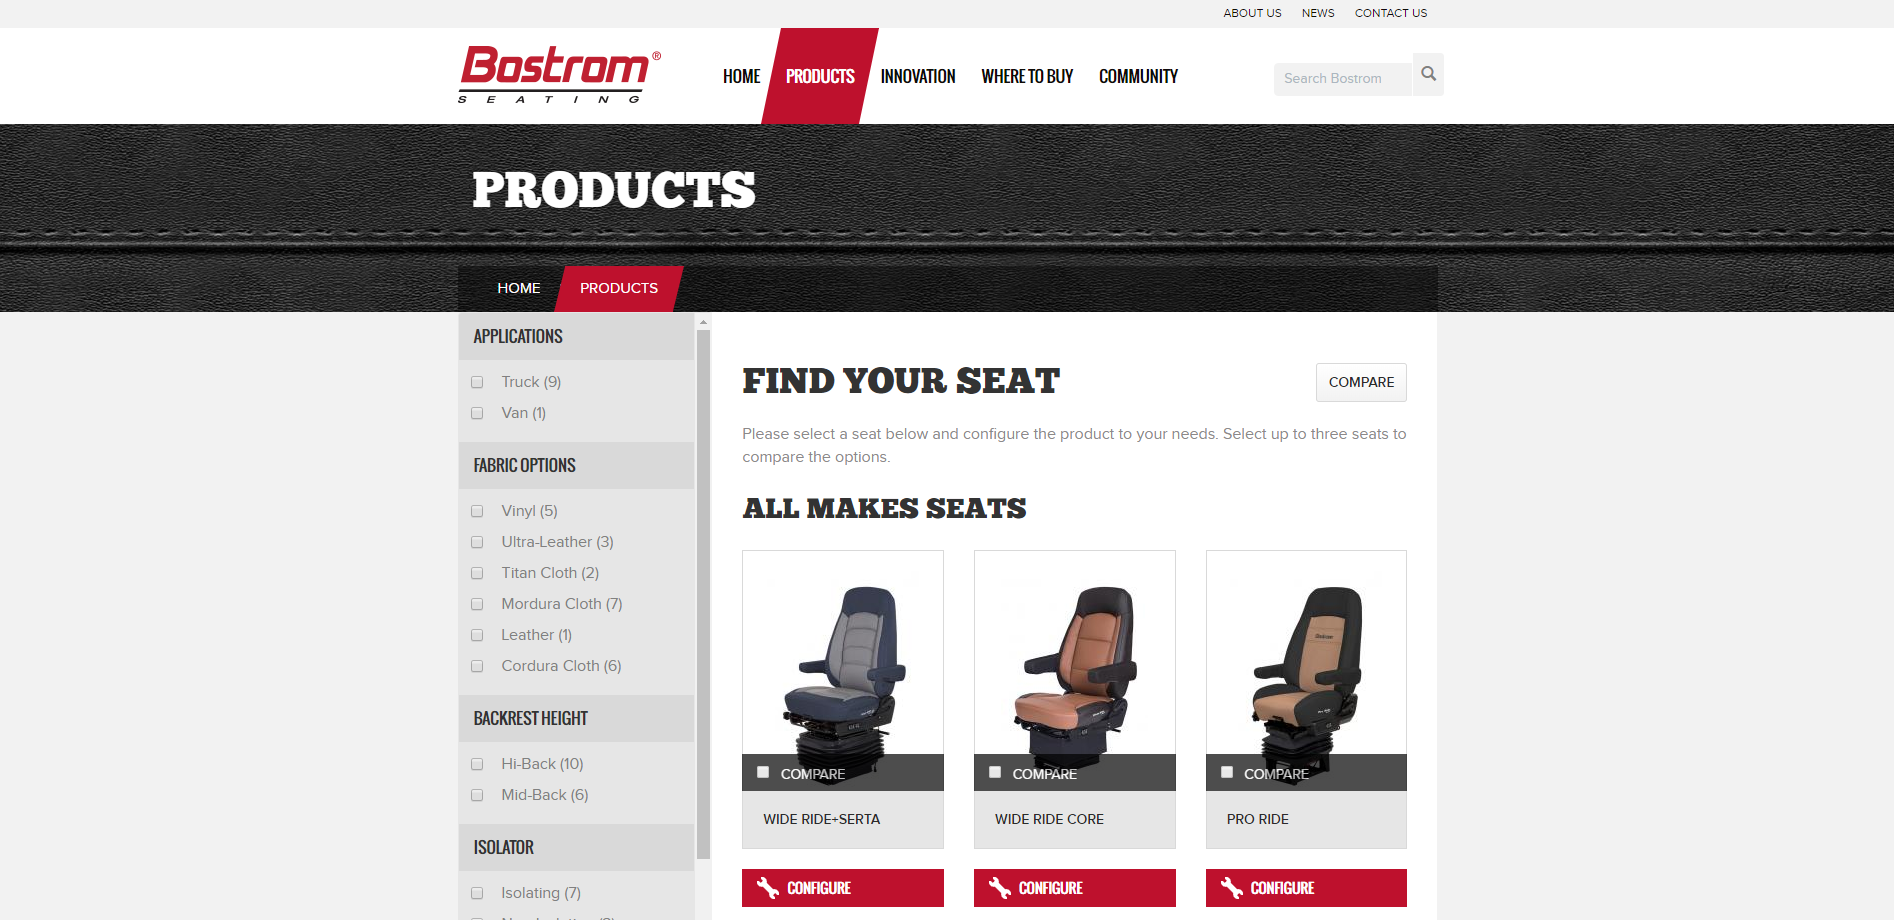 ABOUT US NEWS CONTACT US
Bostrom®
SEATING
HOME PRODUCTS INNOVATION WHERE TO BUY COMMUNITY
Search Bostrom
PRODUCTS
HOME PRODUCTS
APPLICATIONS
Truck (9)
Van (1)
FABRIC OPTIONS
Vinyl (5)
Ultra-Leather (3)
Titan Cloth (2)
Mordura Cloth (7)
Leather (1)
Cordura Cloth (6)
BACKREST HEIGHT
Hi-Back (10)
Mid-Back (6)
ISOLATOR
Isolating (7)
FIND YOUR SEAT
COMPARE
Please select a seat below and configure the product to your needs. Select up to three seats to
compare the options.
ALL MAKES SEATS
Bostrom
COMPARE COMPARE COMPARE
WIDE RIDE+SERTA WIDE RIDE CORE PRO RIDE
CONFIGURE CONFIGURE CONFIGURE